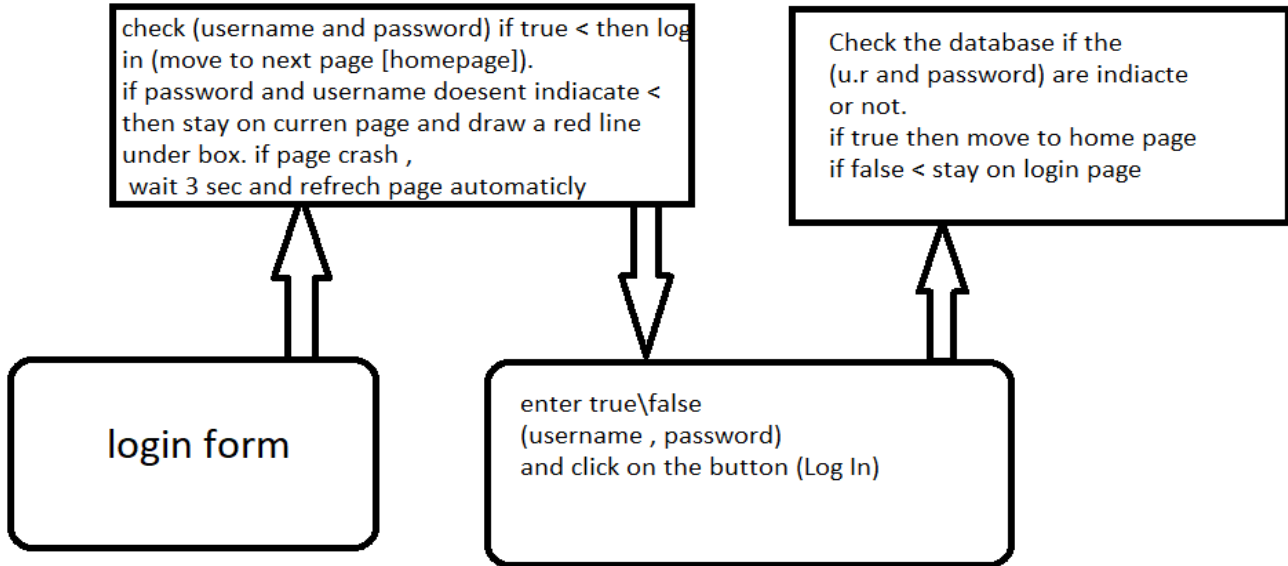 check (username and password) if true < then log
in (move to next page [homepage]).
if password and username doesent indiacate <
then stay on curren page and draw a red line
under box. if page crash ,
wait 3 sec and refrech page automaticly
Check the database if the
(u.r and password) are indiacte
or not.
if true then move to home page
if false < stay on login page
login form
enter true\false
(username , password)
and click on the button (Log In)